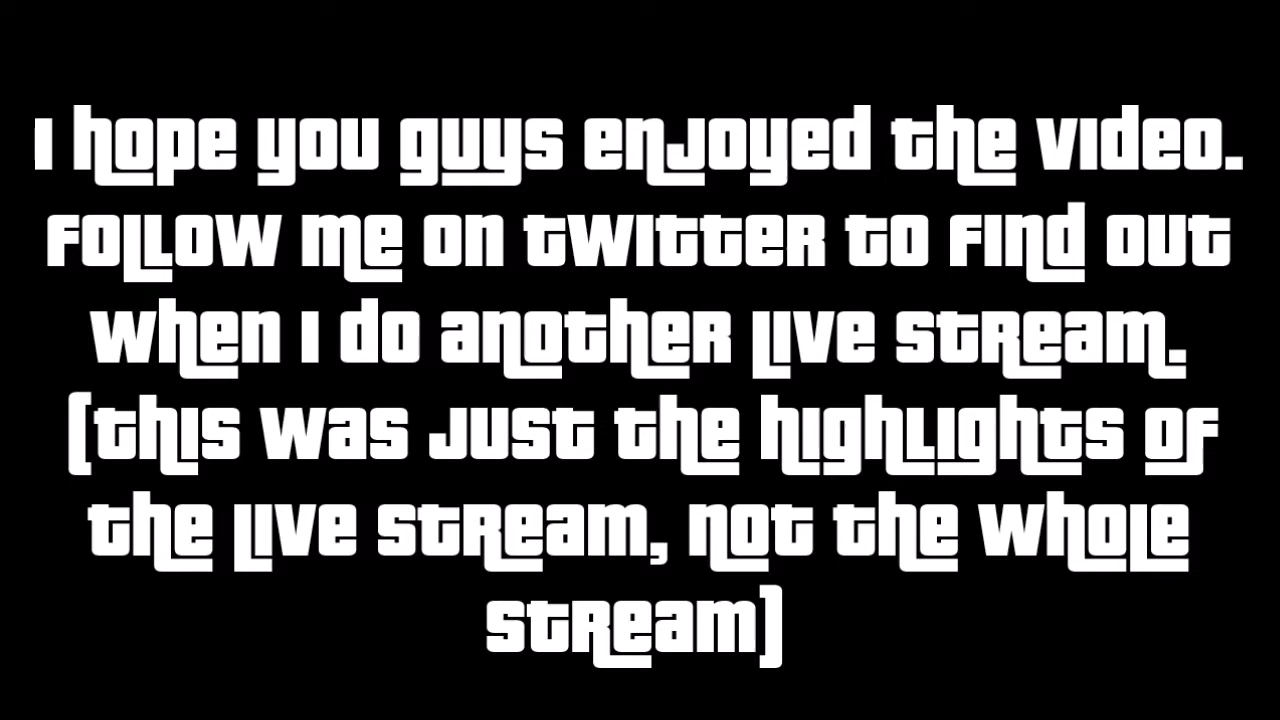 I hope you guys enjoyed the video.
Follow me on twitter to find out
when I do another live stream.
(this was just the highlights of
the live stream, not the whole
stream)